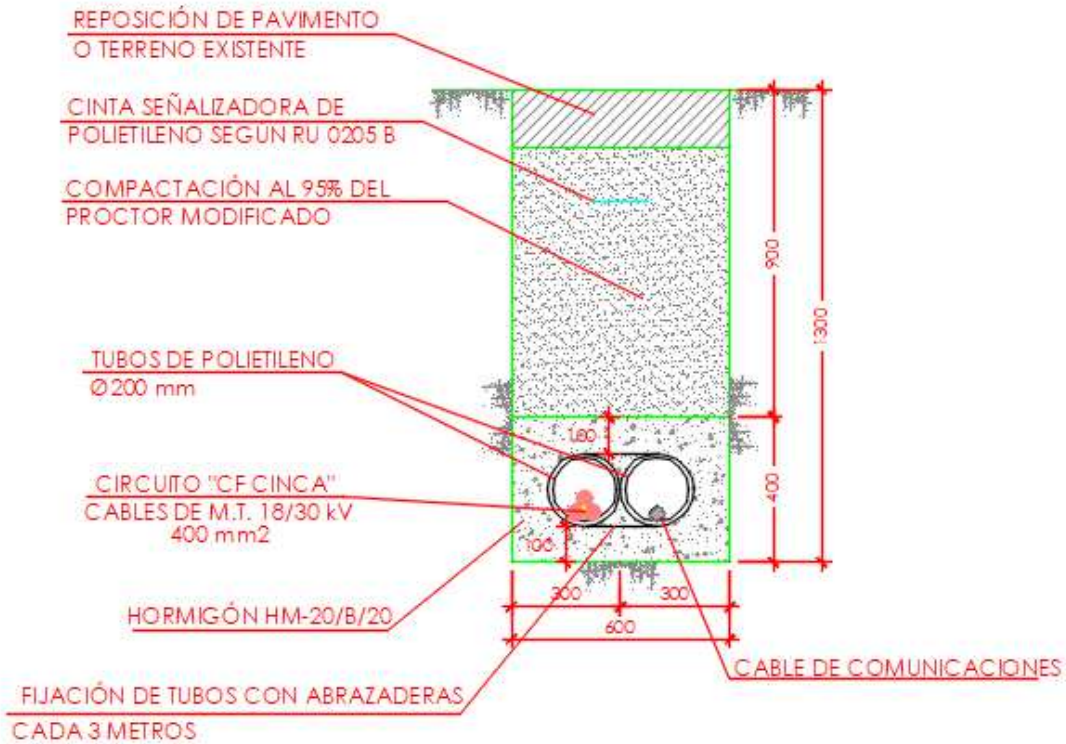 REPOSICIÓN DE PAVIMENTO
O TERRENO EXISTENTE
CINTA SEÑALIZADORA DE
POLIETILENO SEGUN RU 0205 B
COMPACTACIÓN AL 95% DEL
PROCTOR MODIFICADO
900
1300
TUBOS DE POLIETILENO
Ø 200 mm
100
400
CIRCUITO "CF CINCA"
CABLES DE M.T. 18/30 kV
400 mm2
100
300
300
600
HORMIGÓN HM-20/B/20
CABLE DE COMUNICACIONES
FIJACIÓN DE TUBOS CON ABRAZADERAS
CADA 3 METROS